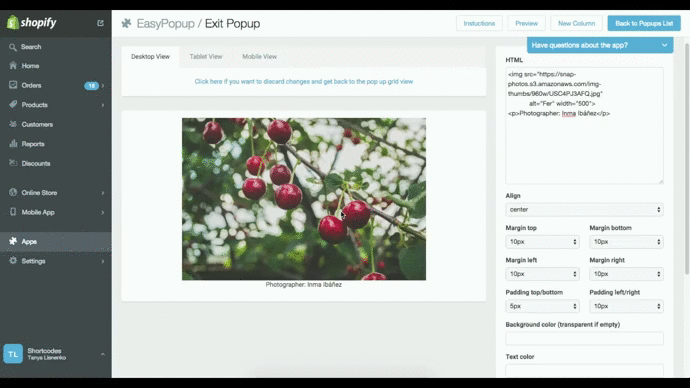 shopify
EasyPopup / Exit Popup
Instuctions
Preview
New Column
Back to Popups List
Search
Home
Orders
15
Products
Customers
Reports
Discounts
Online Store
Mobile App
Apps
Settings
TL
Shortcodes
Tanya Lisnenko
Desktop View
Tablet View
Mobile View
Click here if you want to discard changes and get back to the pop up grid view
Photographer: Inma Ibáñez
Have questions about the app?
HTML
<img src="https://snap-
photos.s3.amazonaws.com/img-
thumbs/960w/USC4PJ3AFQ.jpg"
alt="Fer" width="500">
<p>Photographer: Inma Ibáñez</p>
Align
center
Margin top
Margin bottom
10px
10px
Margin left
Margin right
10px
10px
Padding top/bottom
Padding left/right
5px
10px
Background color (transparent if empty)
Text color